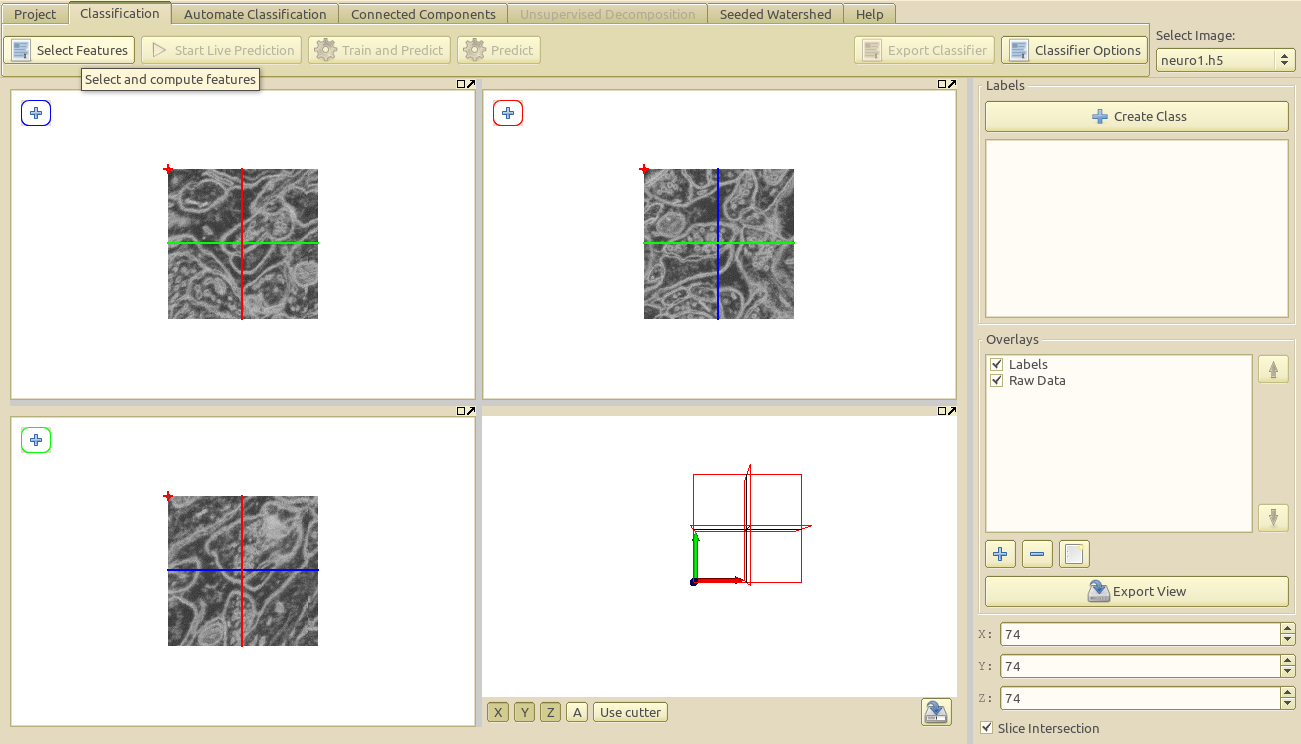 Project Classification Automate Classification Connected Components Unsupervised Decomposition Seeded Watershed Help
Select Features Start Live Prediction Train and Predict Predict Export Classifier Classifier Options
Select Image:
neuro1.h5
Select and compute features
Labels
Create Class
Overlays
Labels
Raw Data
Export View
X: 74
Y: 74
Z: 74
X Y Z A Use cutter
Slice Intersection